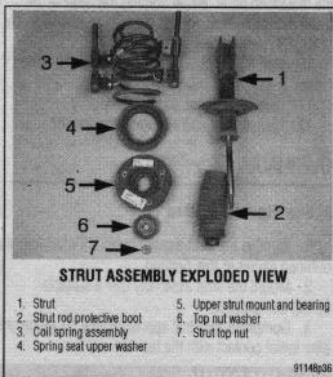 3
1
4
5
6
2
7
STRUT ASSEMBLY EXPLODED VIEW
1. Strut
2. Strut rod protective boot
3. Coil spring assembly
4. Spring seat upper washer
5. Upper strut mount and bearing
6. Top nut washer
7. Strut top nut
91148p36